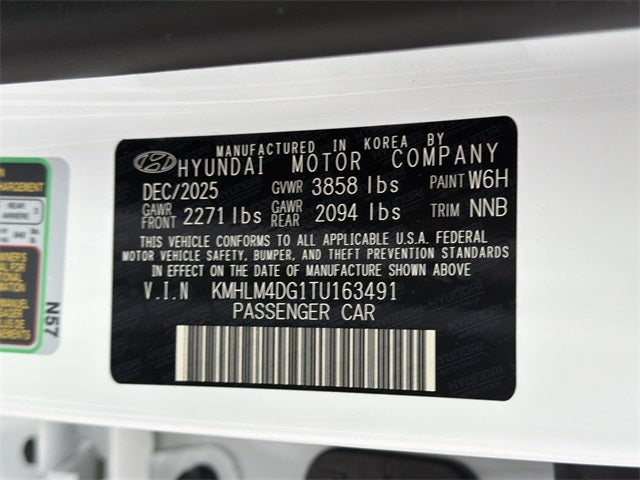 MANUFACTURED IN KOREA BY
HYUNDAI MOTOR COMPANY
DEC/2025 GVWR 3858 lbs PAINT W6H
GAWR FRONT 2271 lbs GAWR REAR 2094 lbs TRIM NNB
THIS VEHICLE CONFORMS TO ALL APPLICABLE U.S.A. FEDERAL
MOTOR VEHICLE SAFETY, BUMPER, AND THEFT PREVENTION STANDARDS
IN EFFECT ON THE DATE OF MANUFACTURE SHOWN ABOVE
V.I.N KMHLM4DG1TU163491
PASSENGER CAR
REAR
ARRIERE
N57